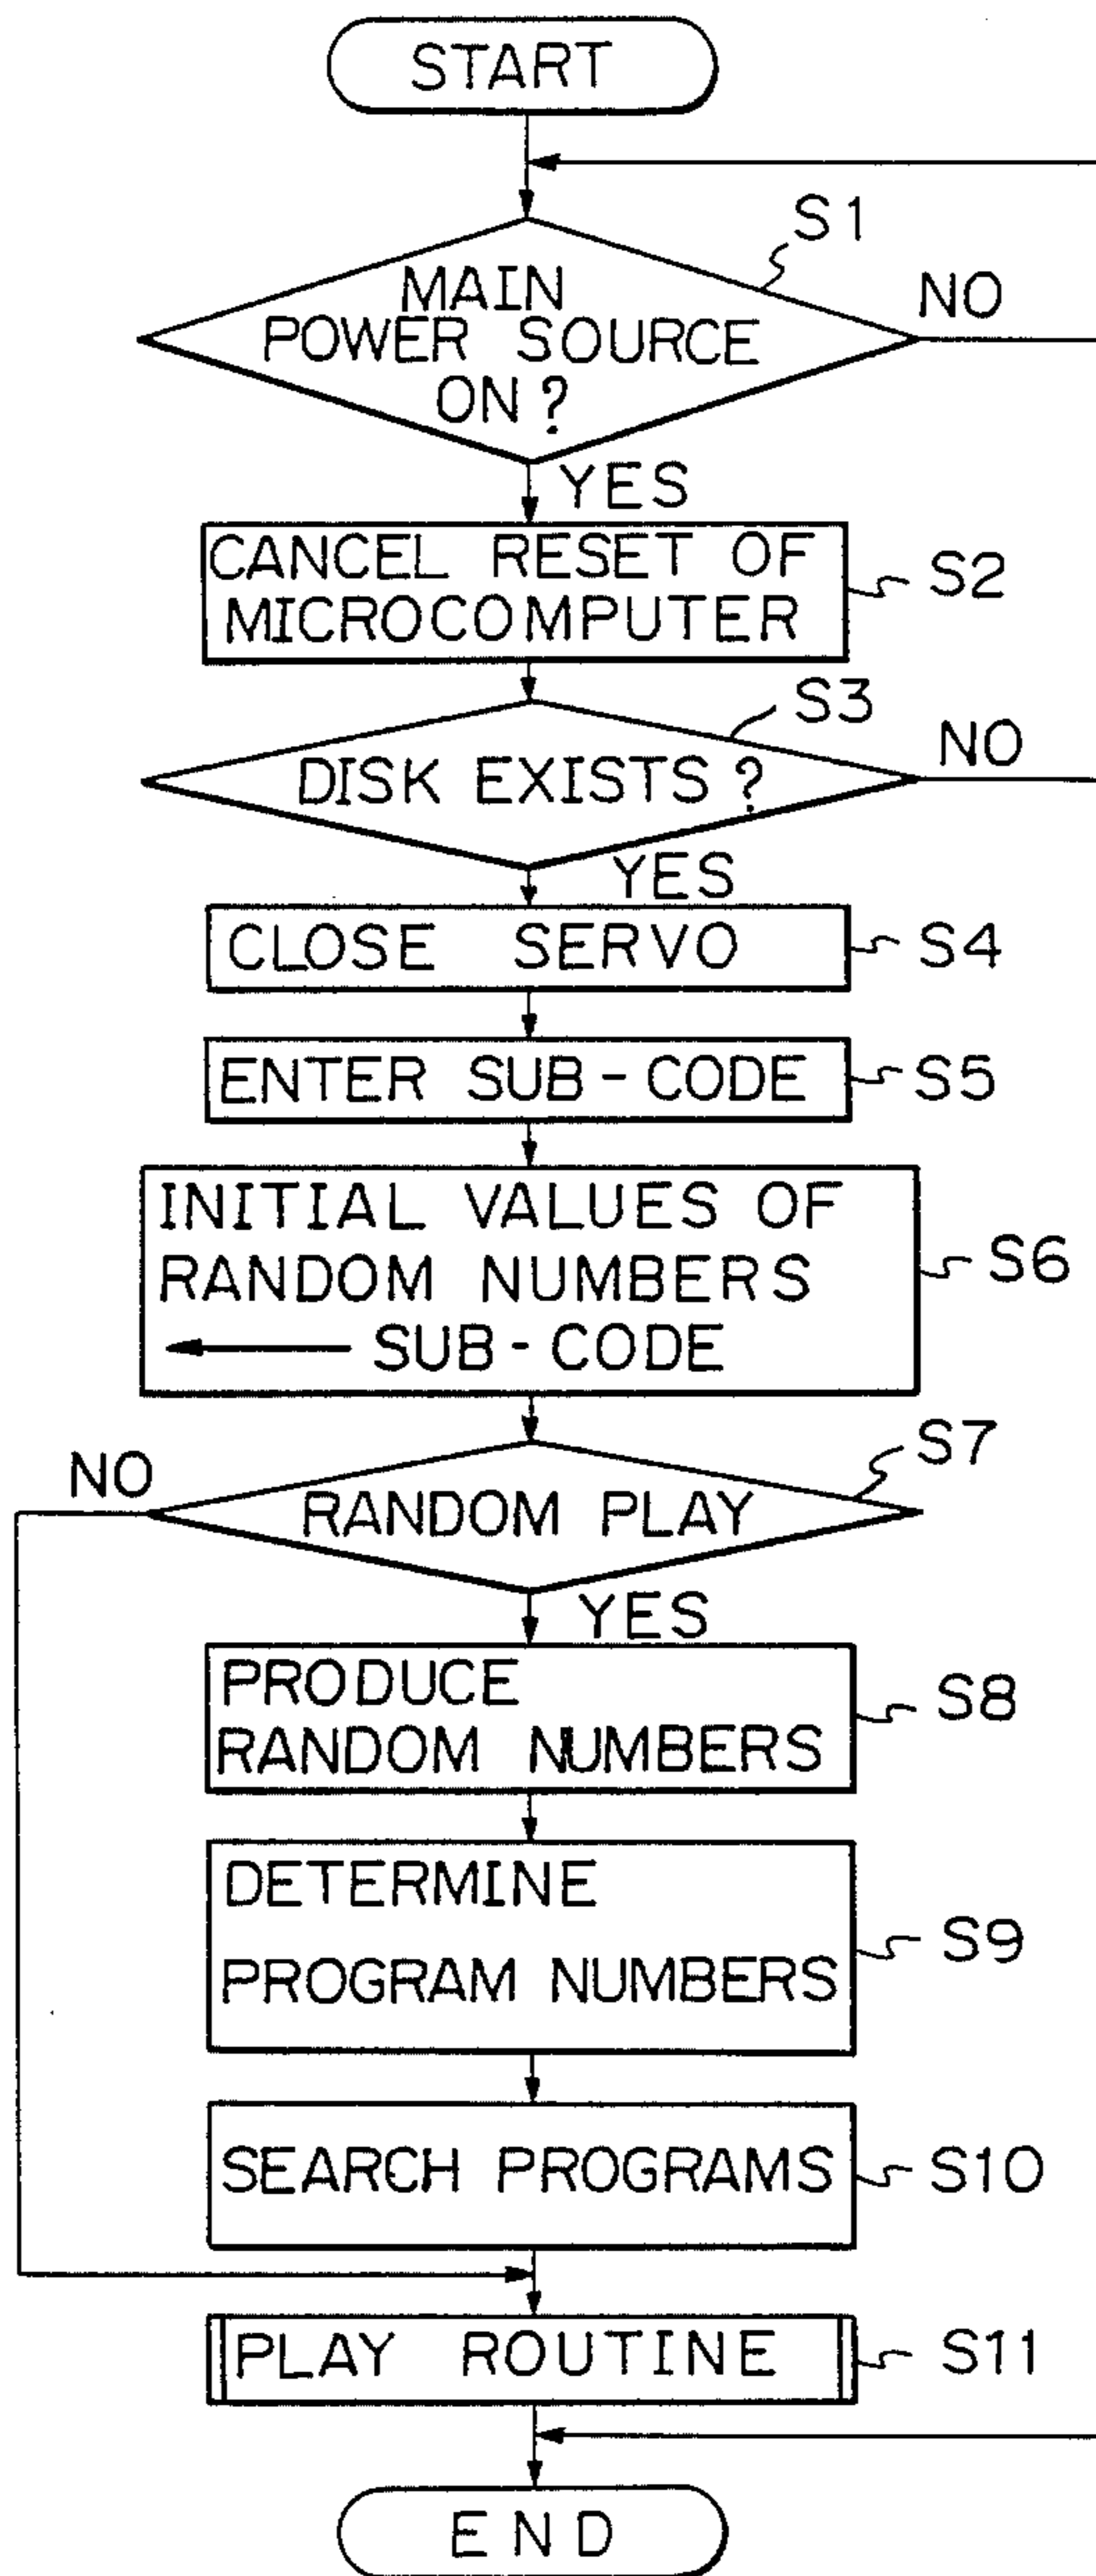 START
S1
MAIN
POWER SOURCE
ON?
NO
YES
CANCEL RESET OF
MICROCOMPUTER
S2
S3
DISK EXISTS?
NO
YES
CLOSE SERVO
S4
ENTER SUB-CODE
S5
INITIAL VALUES OF
RANDOM NUMBERS
← SUB-CODE
S6
S7
NO
RANDOM PLAY
YES
PRODUCE
RANDOM NUMBERS
S8
DETERMINE
PROGRAM NUMBERS
S9
SEARCH PROGRAMS
S10
PLAY ROUTINE
S11
END